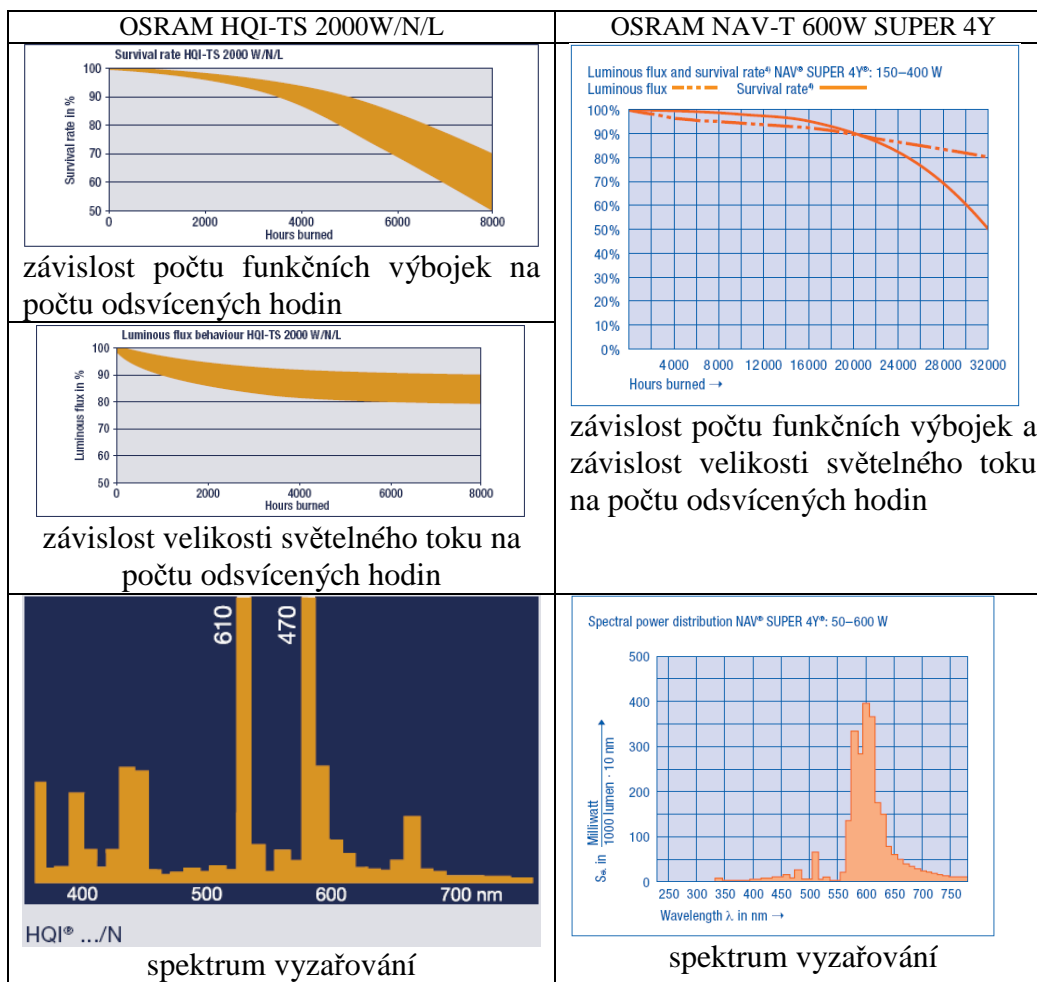 OSRAM HQI-TS 2000W/N/L
Survival rate HQI-TS 2000 W/N/L
Survival rate in %
100
90
80
70
60
50
0 2000 4000 6000 8000
Hours burned
závislost počtu funkčních výbojek na
počtu odsvícených hodin
Luminous flux behaviour HQI-TS 2000 W/N/L
Luminous flux in %
100
90
80
70
60
50
0 2000 4000 6000 8000
Hours burned
závislost velikosti světelného toku na
počtu odsvícených hodin
610 470
400 500 600 700 nm
HQI® .../N
spektrum vyzařování
OSRAM NAV-T 600W SUPER 4Y
Luminous flux and survival rate⁴⁾ NAV® SUPER 4Y®: 150–400 W
Luminous flux Survival rate⁴⁾
100%
90%
80%
70%
60%
50%
40%
30%
20%
10%
0%
4000 8000 12000 16000 20000 24000 28000 32000
Hours burned →
závislost počtu funkčních výbojek a
závislost velikosti světelného toku
na počtu odsvícených hodin
Spectral power distribution NAV® SUPER 4Y®: 50–600 W
Sₑ in Milliwatt
1000 lumen · 10 nm
500
400
300
200
100
0
250 300 350 400 450 500 550 600 650 700 750
Wavelength λ in nm →
spektrum vyzařování